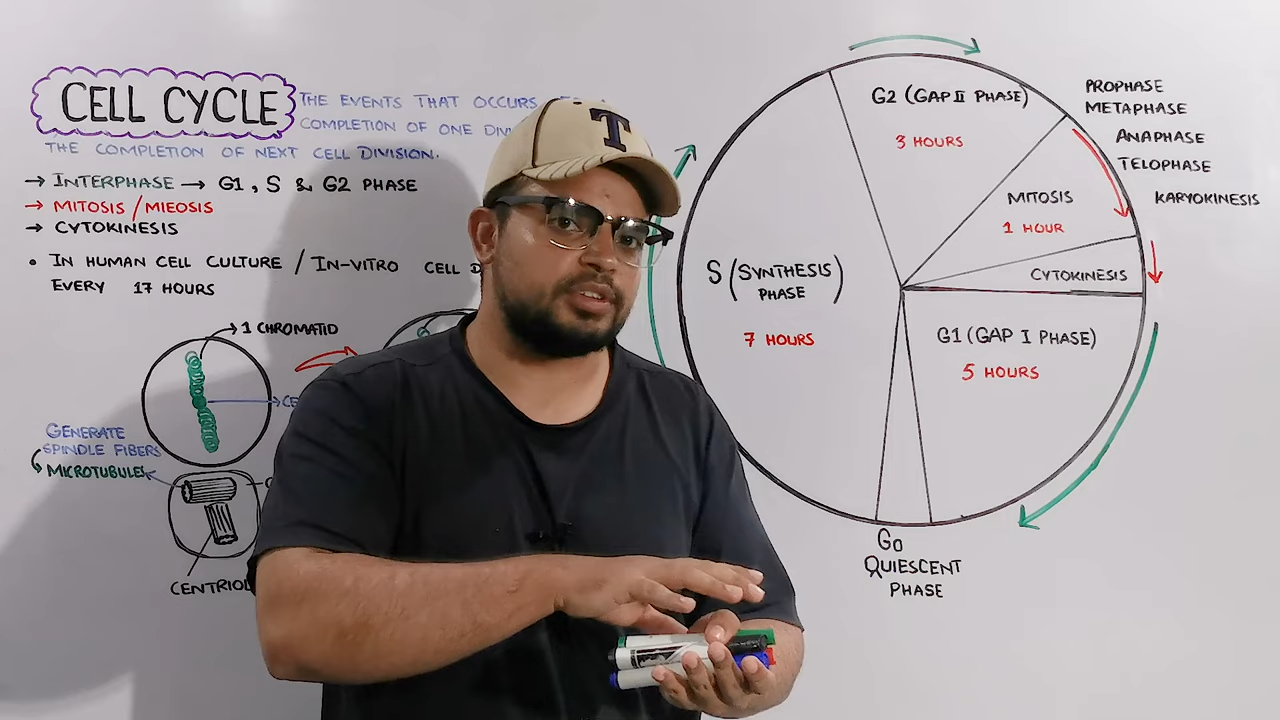 CELL CYCLE
THE EVENTS THAT OCCURS
COMPLETION OF ONE
THE COMPLETION OF NEXT CELL DIVISION.
→ INTERPHASE → G1, S & G2 PHASE
→ MITOSIS / MIEOSIS
→ CYTOKINESIS
• IN HUMAN CELL CULTURE / IN-VITRO CELL
EVERY 17 HOURS
1 CHROMATID
GENERATE
SPINDLE FIBERS
MICROTUBULES
T
G2 (GAP II PHASE)
3 HOURS
PROPHASE
METAPHASE
ANAPHASE
TELOPHASE
KARYOKINESIS
MITOSIS
1 HOUR
CYTOKINESIS
S (SYNTHESIS PHASE)
7 HOURS
G1 (GAP I PHASE)
5 HOURS
G0
QUIESCENT
PHASE